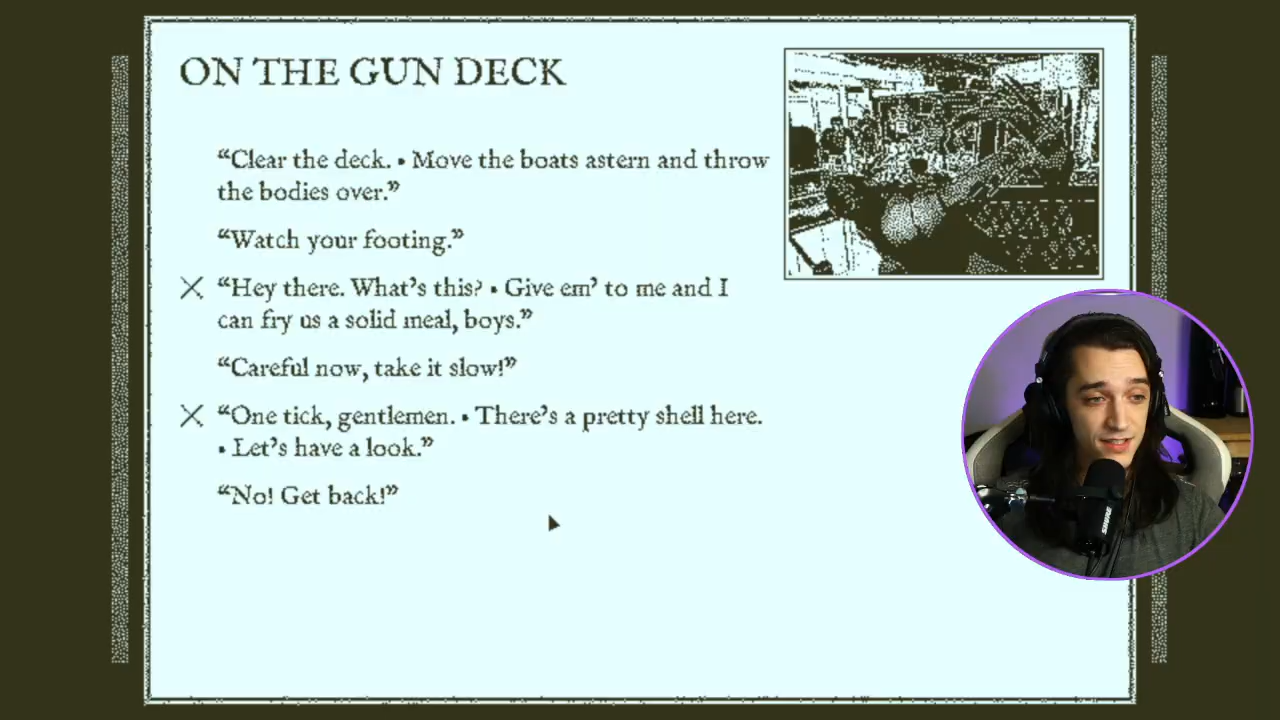 ON THE GUN DECK
“Clear the deck. • Move the boats astern and throw
the bodies over.”
“Watch your footing.”
“Hey there. What’s this? • Give em’ to me and I
can fry us a solid meal, boys.”
“Careful now, take it slow!”
“One tick, gentlemen. • There’s a pretty shell here.
• Let’s have a look.”
“No! Get back!”
SHURE